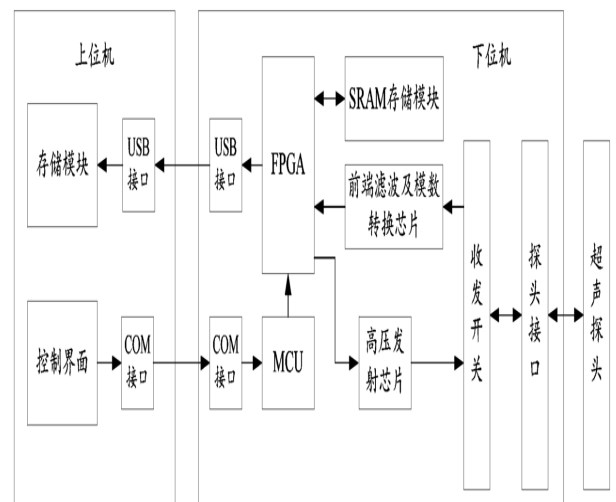 上位机
下位机
存储模块
USB
接口
USB
接口
FPGA
SRAM存储模块
前端滤波及模数
转换芯片
控制界面
COM
接口
COM
接口
MCU
高压发
射芯片
收发开关
探头接口
超声探头